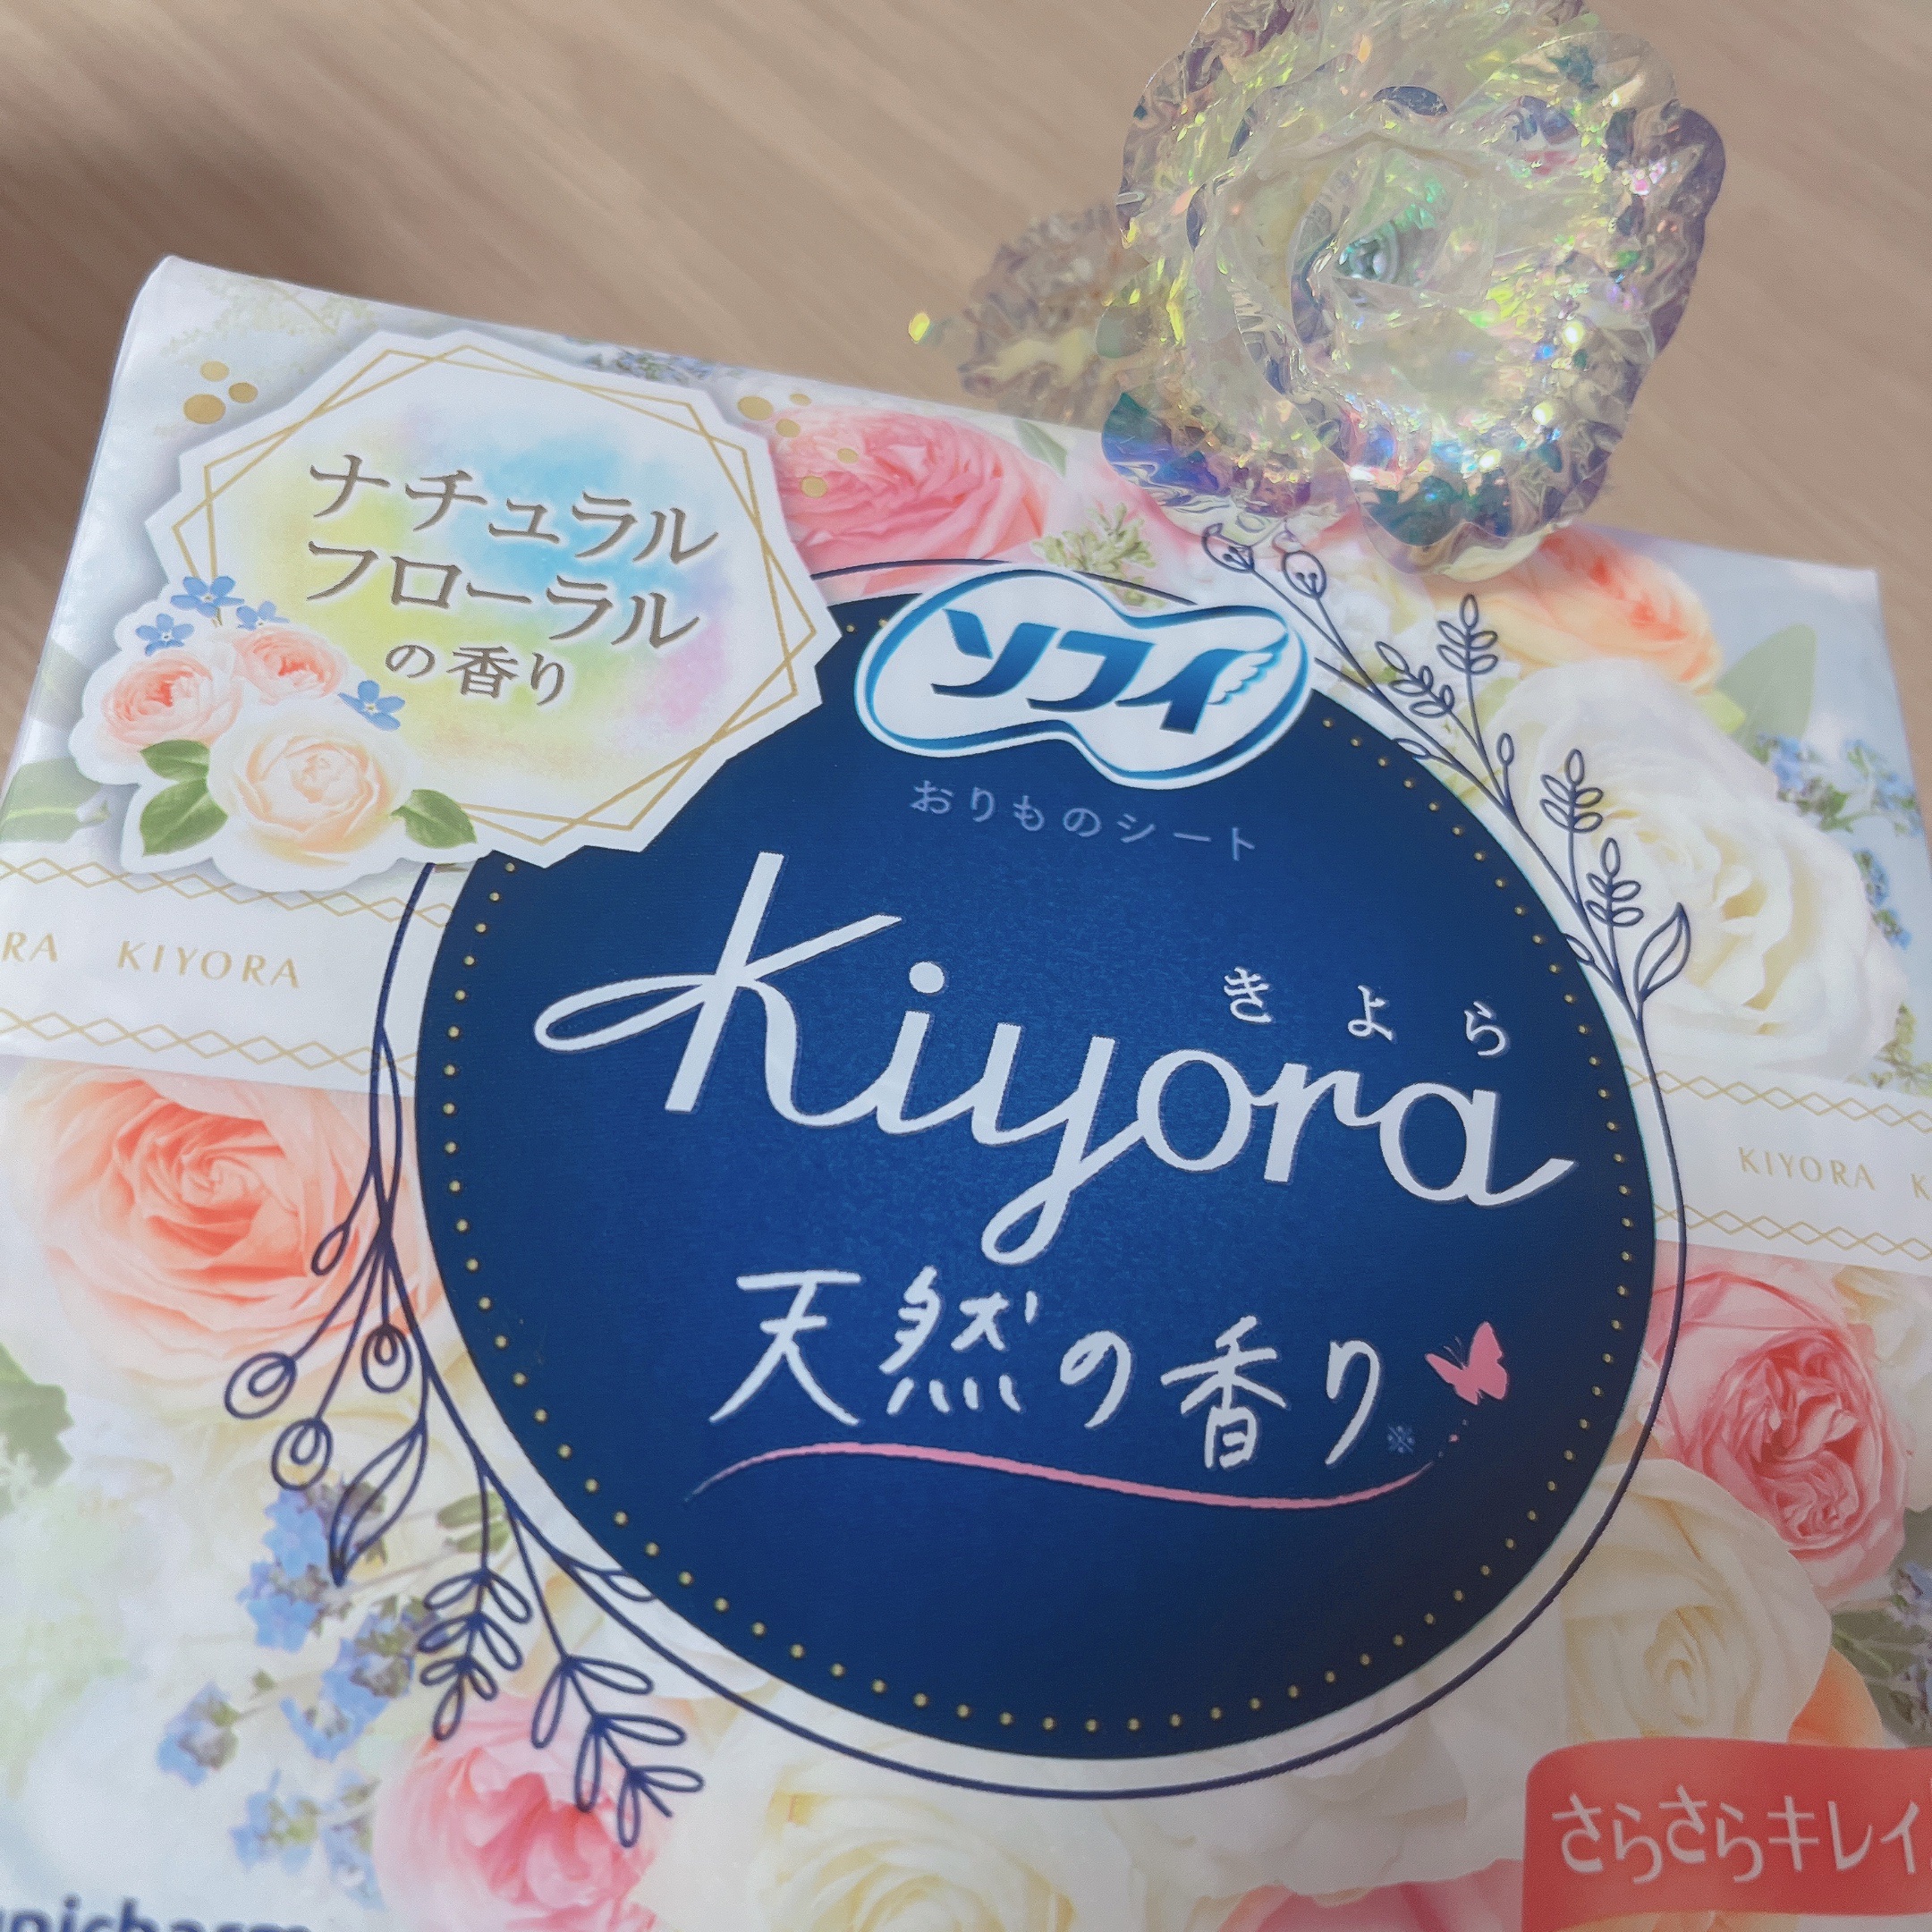 ナチュラル
フローラル
の香り
ソフィ
おりものシート
KIYORA
きよら
Kiyora
KIYORA
天然の香り※
さらさらキレイ
unicharm